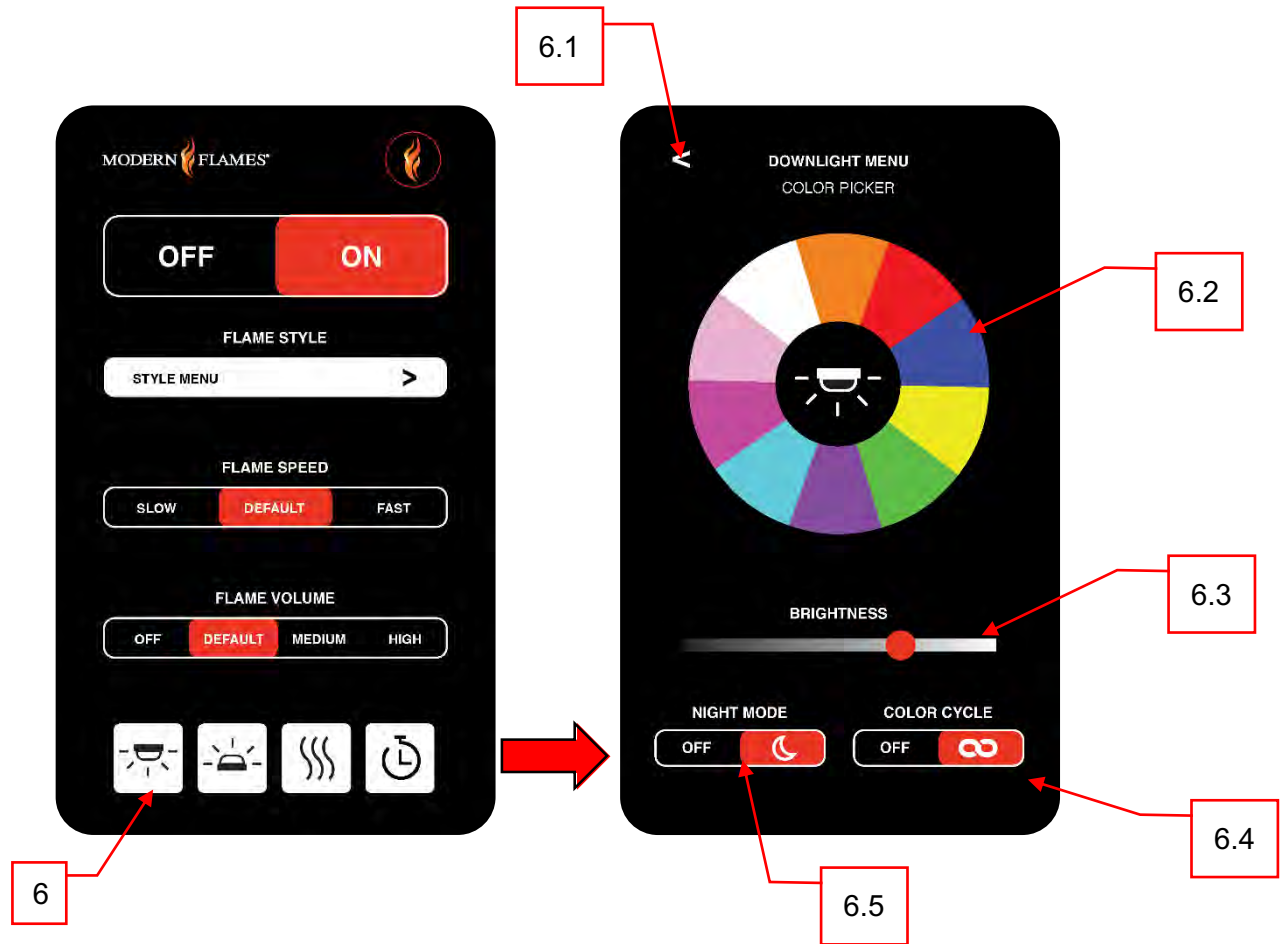 6.1
MODERN FLAMES®
OFF ON
FLAME STYLE
STYLE MENU >
FLAME SPEED
SLOW DEFAULT FAST
FLAME VOLUME
OFF DEFAULT MEDIUM HIGH
6
<
DOWNLIGHT MENU
COLOR PICKER
6.2
BRIGHTNESS
6.3
NIGHT MODE COLOR CYCLE
OFF OFF
6.4
6.5